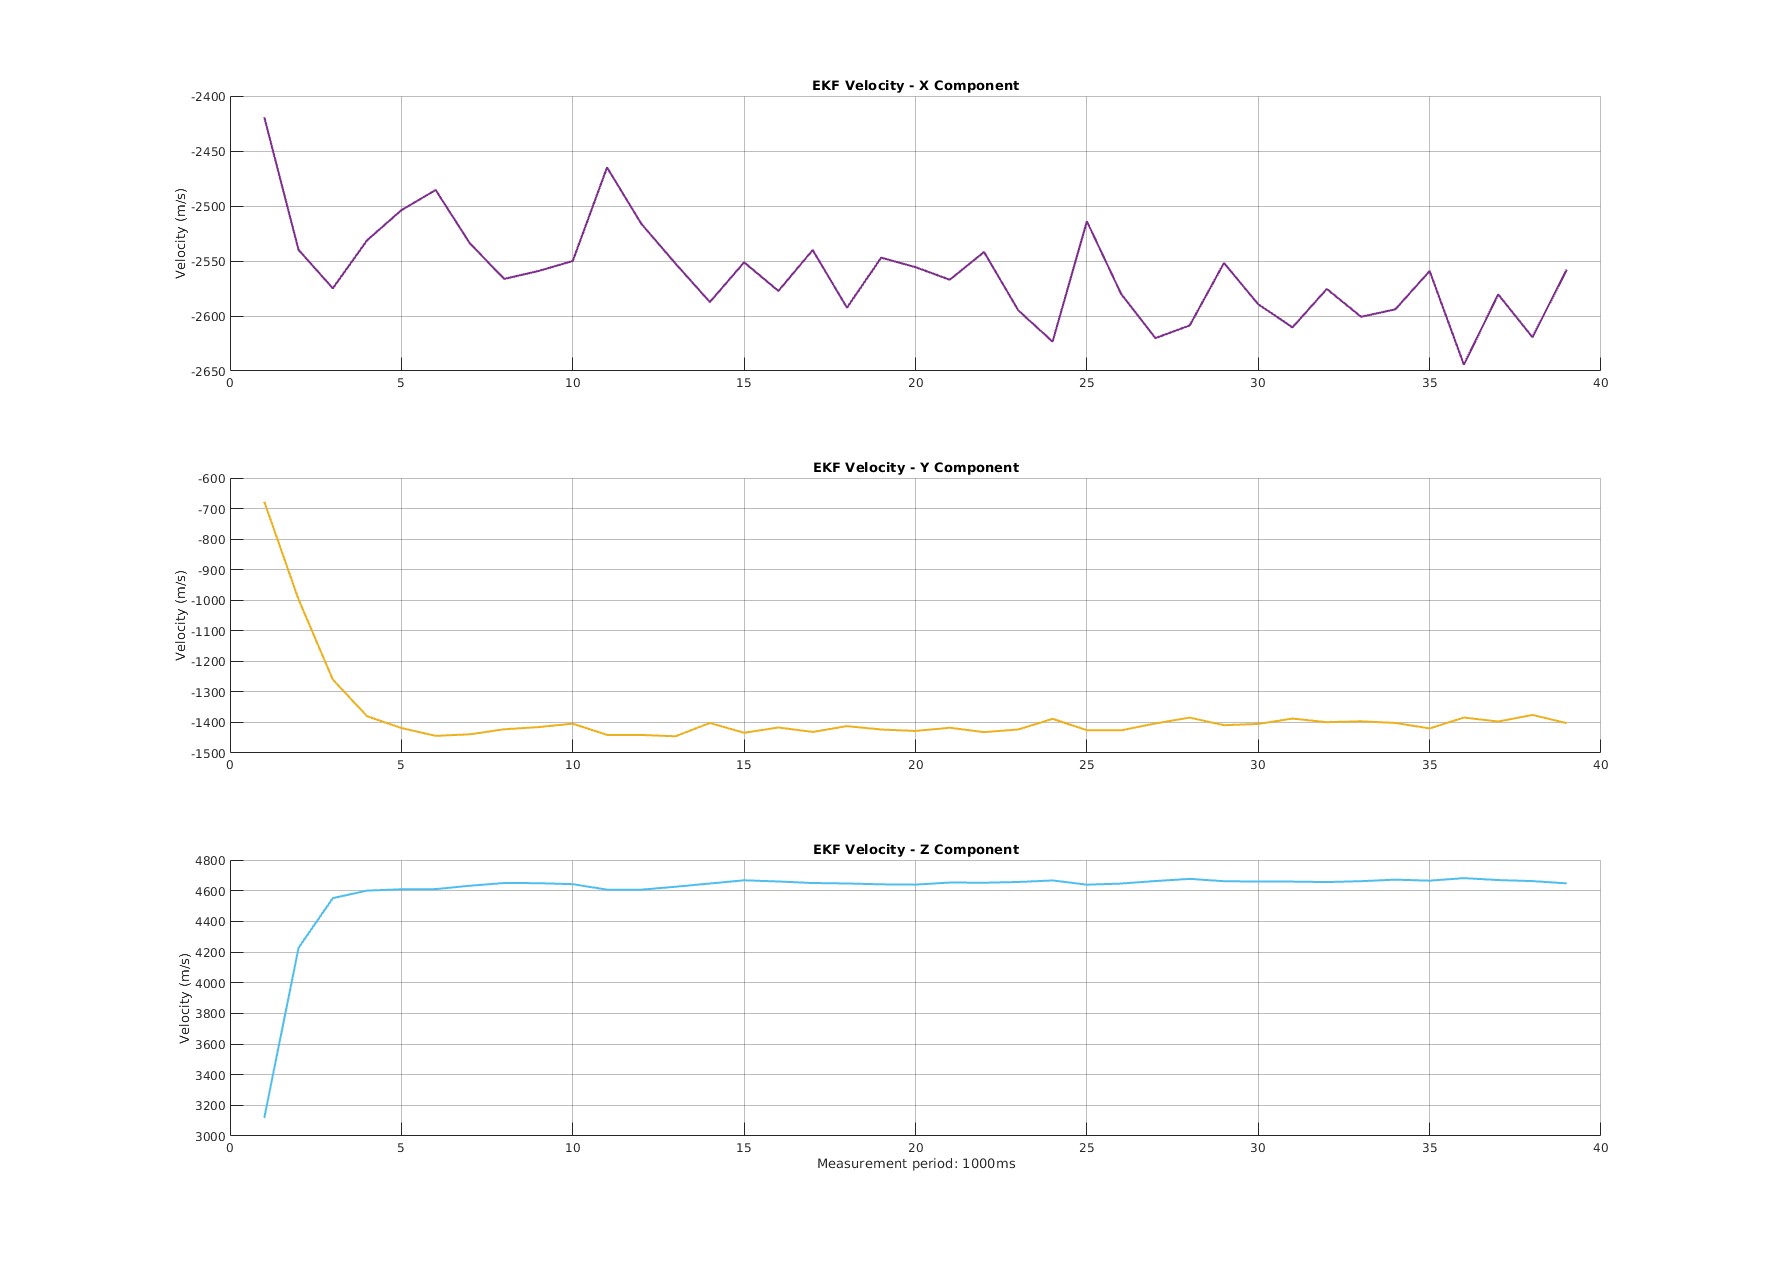 EKF Velocity - X Component
-2400
-2450
-2500
-2550
-2600
-2650
Velocity (m/s)
0 5 10 15 20 25 30 35 40
EKF Velocity - Y Component
-600
-700
-800
-900
-1000
-1100
-1200
-1300
-1400
-1500
Velocity (m/s)
0 5 10 15 20 25 30 35 40
EKF Velocity - Z Component
4800
4600
4400
4200
4000
3800
3600
3400
3200
3000
Velocity (m/s)
0 5 10 15 20 25 30 35 40
Measurement period: 1000ms